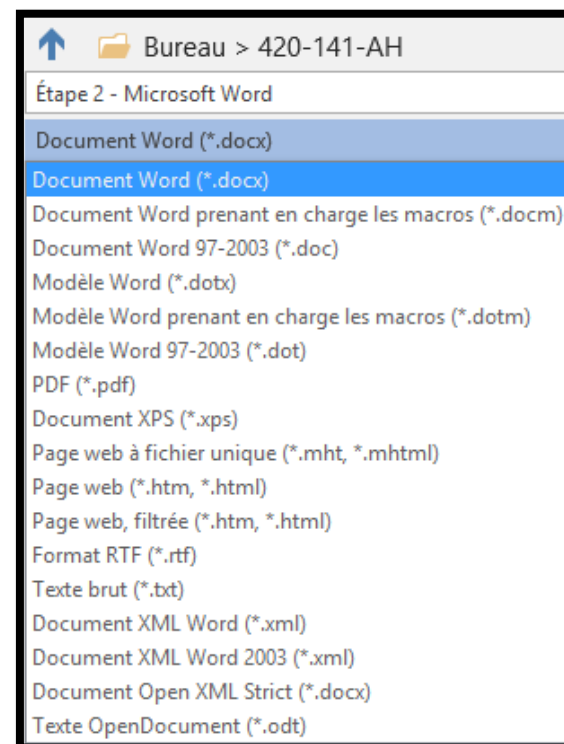 Bureau > 420-141-AH
Étape 2 - Microsoft Word
Document Word (*.docx)
Document Word (*.docx)
Document Word prenant en charge les macros (*.docm)
Document Word 97-2003 (*.doc)
Modèle Word (*.dotx)
Modèle Word prenant en charge les macros (*.dotm)
Modèle Word 97-2003 (*.dot)
PDF (*.pdf)
Document XPS (*.xps)
Page web à fichier unique (*.mht, *.mhtml)
Page web (*.htm, *.html)
Page web, filtrée (*.htm, *.html)
Format RTF (*.rtf)
Texte brut (*.txt)
Document XML Word (*.xml)
Document XML Word 2003 (*.xml)
Document Open XML Strict (*.docx)
Texte OpenDocument (*.odt)